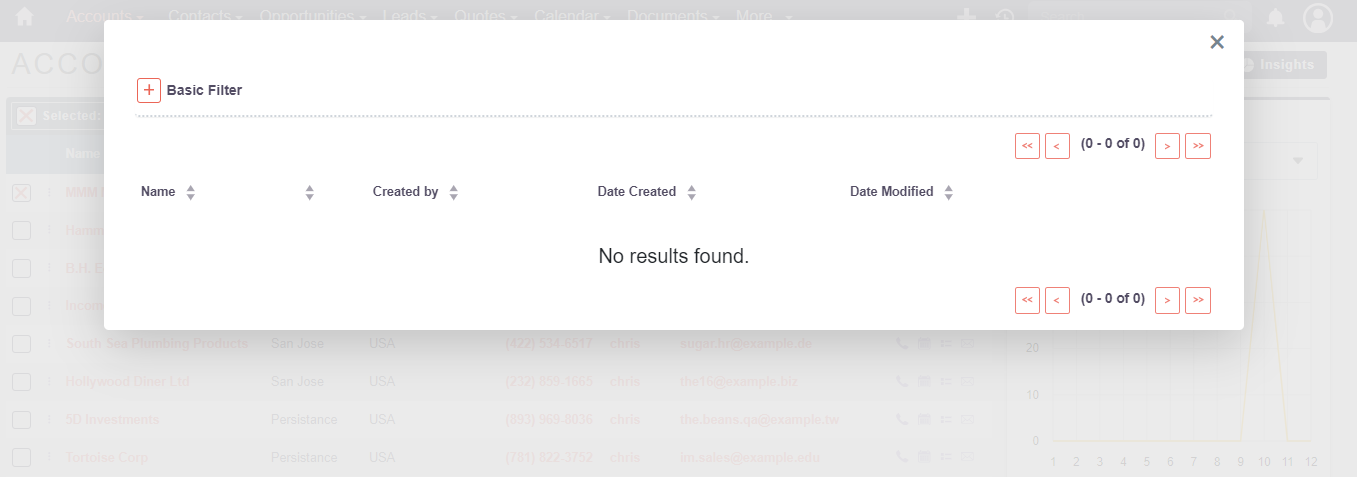 Accounts Contacts Opportunities Leads Quotes Calendar Documents More
ACCO
Insights
Basic Filter
Selected:
<< < (0 - 0 of 0) > >>
Name
Name Created by Date Created Date Modified
No results found.
<< < (0 - 0 of 0) > >>
South Sea Plumbing Products San Jose USA (422) 534-6517 chris sugar.hr@example.de
20
Hollywood Diner Ltd San Jose USA (232) 859-1665 chris the16@example.biz
10
5D Investments Persistance USA (893) 969-8036 chris the.beans.qa@example.tw
0
Tortoise Corp Persistance USA (781) 822-3752 chris im.sales@example.edu
1 2 3 4 5 6 7 8 9 10 11 12